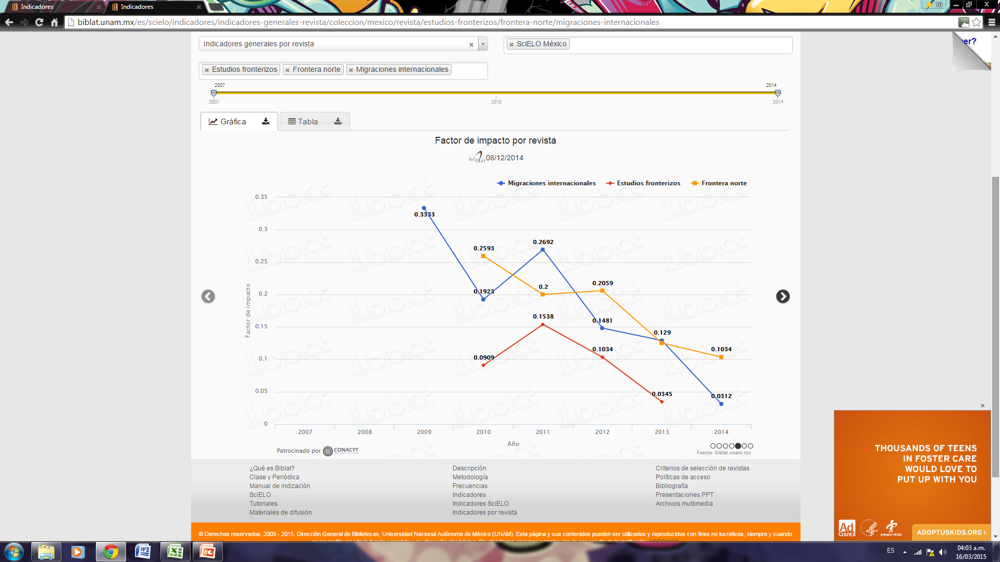 Indicadores
Indicadores
Tú
biblat.unam.mx/es/scielo/indicadores/indicadores-generales-revista/coleccion/mexico/revista/estudios-fronterizos/frontera-norte/migraciones-internacionales
er?
Indicadores generales por revista
SciELO México
Estudios fronterizos Frontera norte Migraciones internacionales
2007 2014
2007 2010 2014
Gráfica Tabla
Factor de impacto por revista
SciELO 08/12/2014
Migraciones internacionales Estudios fronterizos Frontera norte
Factor de impacto
0.35
0.3
0.25
0.2
0.15
0.1
0.05
0
0.3333
0.2593
0.2692
0.1923
0.2
0.2059
0.1538
0.1481
0.129
0.0909
0.1034
0.1034
0.0345
0.0312
2007 2008 2009 2010 2011 2012 2013 2014
Año
biblat
Patrocinado por CONACYT
Fuente: biblat.unam.mx
¿Qué es Biblat?
Clase y Periódica
Manual de indización
SciELO
Tutoriales
Materiales de difusión
Descripción
Metodología
Frecuencias
Indicadores
Indicadores SciELO
Indicadores por revista
Criterios de selección de revistas
Políticas de acceso
Bibliografía
Presentaciones PPT
Archivos multimedia
® Derechos reservados. 2009 - 2015. Dirección General de Bibliotecas, Universidad Nacional Autónoma de México (UNAM). Esta página y sus contenidos pueden ser utilizados y reproducidos con fines no lucrativos, siempre y cuando
THOUSANDS OF TEENS
IN FOSTER CARE
WOULD LOVE TO
PUT UP WITH YOU
Ad Council
AdoptUsKids
ADOPTUSKIDS.ORG ›
ES
04:03 a.m.
16/03/2015